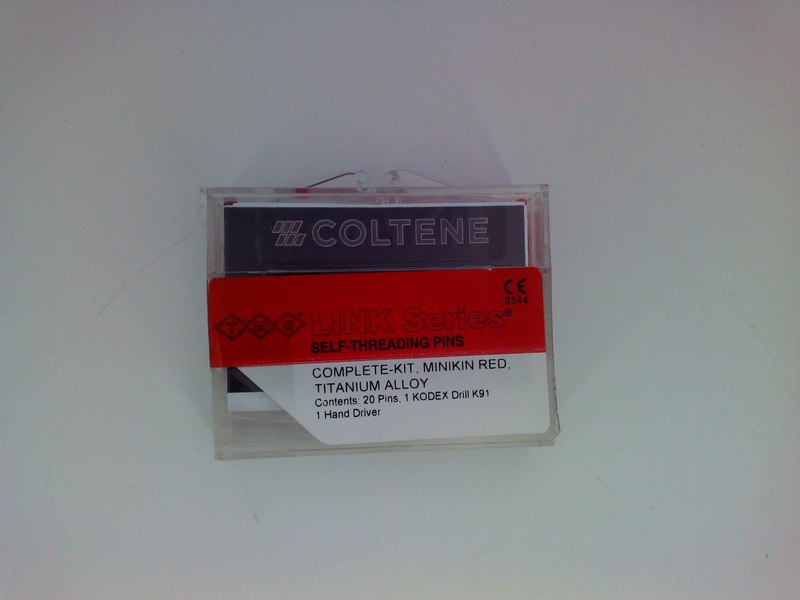 COLTENE
CE
0344
TMS® LINK Series®
SELF-THREADING PINS
COMPLETE-KIT, MINIKIN RED,
TITANIUM ALLOY
Contents: 20 Pins, 1 KODEX Drill K91
1 Hand Driver